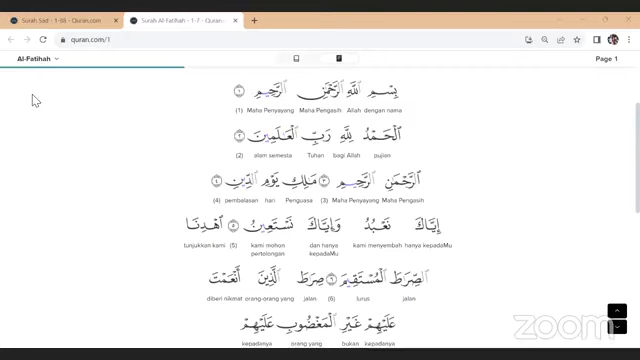 Surah Sad - 1-88 - Quran.com
Surah Al-Fatihah - 1-7 - Quran.com
quran.com/1
Al-Fatihah
Page 1
بِسْمِ ٱللَّهِ ٱلرَّحْمَٰنِ ٱلرَّحِيمِ ١
(1) Maha Penyayang Maha Pengasih Allah dengan nama
ٱلْحَمْدُ لِلَّهِ رَبِّ ٱلْعَٰلَمِينَ ٢
(2) alam semesta Tuhan bagi Allah pujian
ٱلرَّحْمَٰنِ ٱلرَّحِيمِ ٣ مَٰلِكِ يَوْمِ ٱلدِّينِ ٤
(4) pembalasan hari Penguasa (3) Maha Penyayang Maha Pengasih
إِيَّاكَ نَعْبُدُ وَإِيَّاكَ نَسْتَعِينُ ٥ ٱهْدِنَا
tunjukkan kami (5) kami mohon pertolongan dan hanya kepadaMu kami menyembah hanya kepadaMu
ٱلصِّرَٰطَ ٱلْمُسْتَقِيمَ ٦ صِرَٰطَ ٱلَّذِينَ أَنْعَمْتَ
diberi nikmat orang-orang yang jalan (6) lurus jalan
عَلَيْهِمْ غَيْرِ ٱلْمَغْضُوبِ عَلَيْهِمْ
kepadanya orang yang bukan kepadanya
zoom